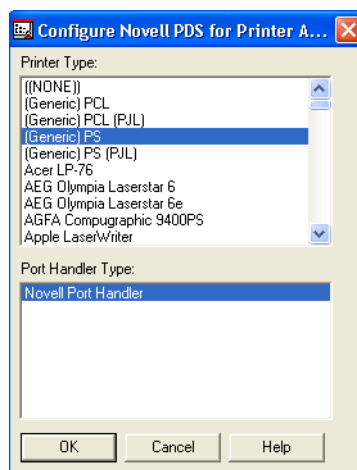 Configure Novell PDS for Printer A...
Printer Type:
((NONE))
(Generic) PCL
(Generic) PCL (PJL)
(Generic) PS
(Generic) PS (PJL)
Acer LP-76
AEG Olympia Laserstar 6
AEG Olympia Laserstar 6e
AGFA Compugraphic 9400PS
Apple LaserWriter
Port Handler Type:
Novell Port Handler
OK Cancel Help